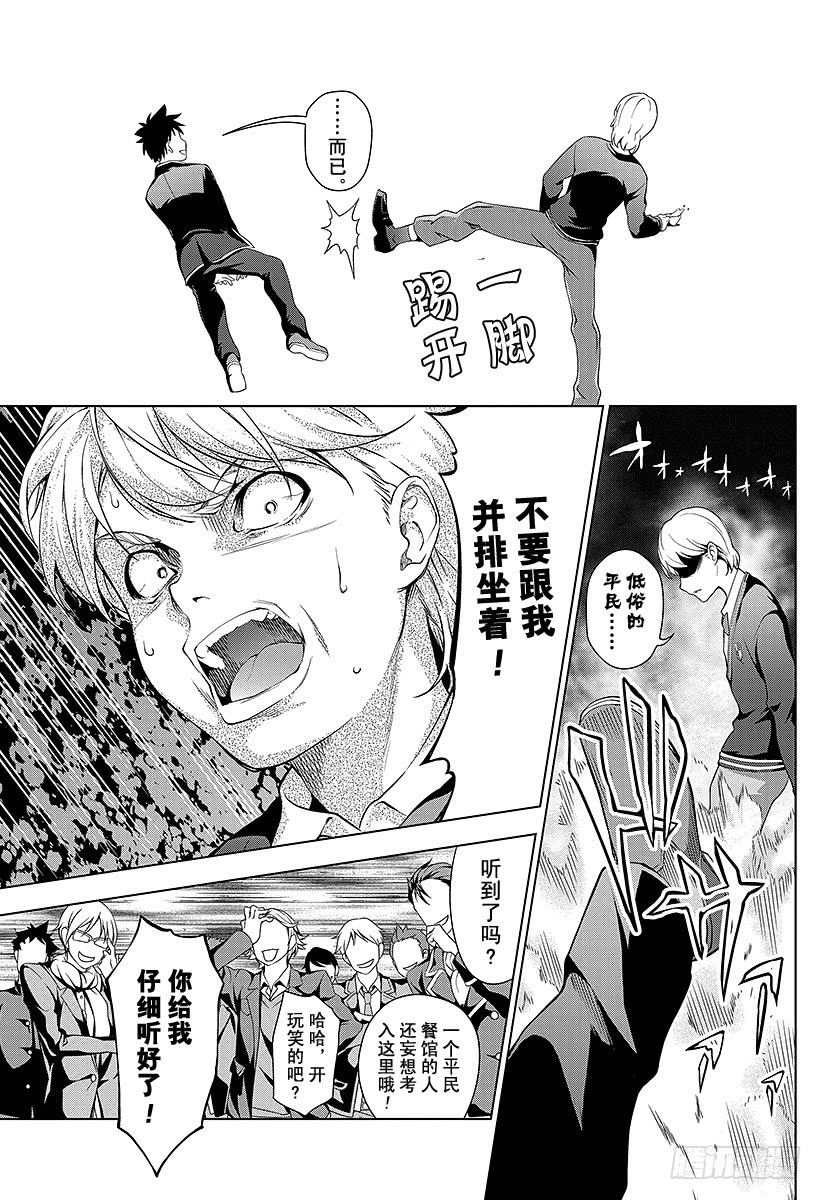 ……而已。
一脚
踢开
オオオオオ
低俗的
平民……
不要跟我
并排坐着！
听到了吗？
一个平民
餐馆的人
还妄想考
入这里哦！
哈哈，开
玩笑的吧？
你给我
仔细听好了！